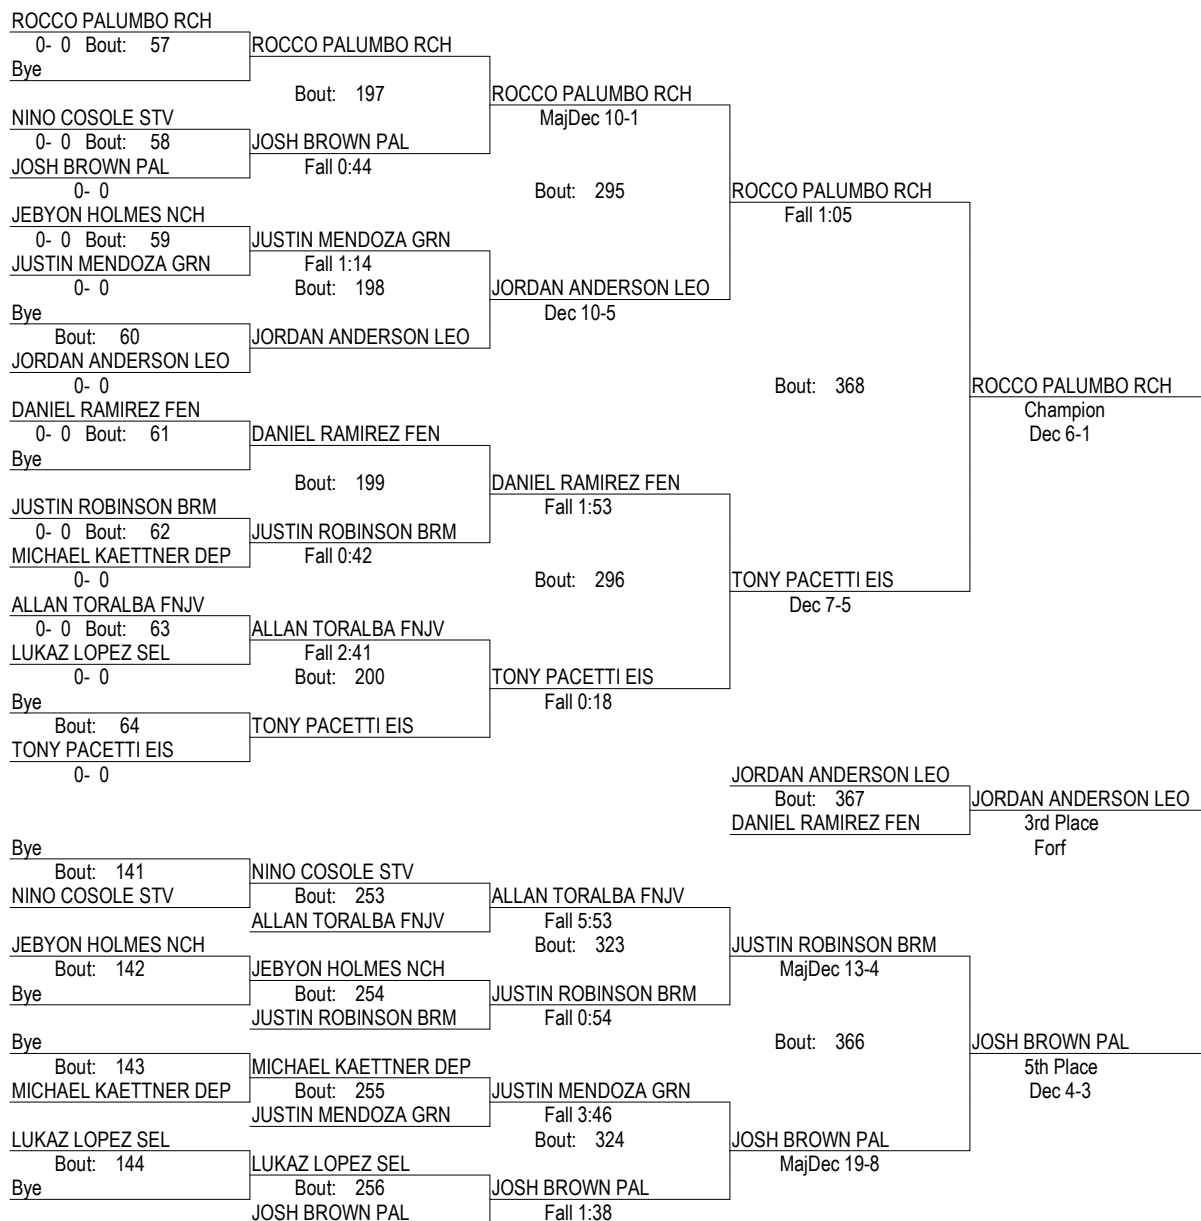 ROCCO PALUMBO RCH
0- 0 Bout: 57
Bye
ROCCO PALUMBO RCH
Bout: 197
NINO COSOLE STV
0- 0 Bout: 58
JOSH BROWN PAL
0- 0
JOSH BROWN PAL
Fall 0:44
ROCCO PALUMBO RCH
MajDec 10-1
Bout: 295
JEBYON HOLMES NCH
0- 0 Bout: 59
JUSTIN MENDOZA GRN
0- 0
JUSTIN MENDOZA GRN
Fall 1:14
Bout: 198
Bye
Bout: 60
JORDAN ANDERSON LEO
0- 0
JORDAN ANDERSON LEO
JORDAN ANDERSON LEO
Dec 10-5
ROCCO PALUMBO RCH
Fall 1:05
Bout: 368
ROCCO PALUMBO RCH
Champion
Dec 6-1
DANIEL RAMIREZ FEN
0- 0 Bout: 61
Bye
DANIEL RAMIREZ FEN
Bout: 199
JUSTIN ROBINSON BRM
0- 0 Bout: 62
MICHAEL KAETTNER DEP
0- 0
JUSTIN ROBINSON BRM
Fall 0:42
DANIEL RAMIREZ FEN
Fall 1:53
Bout: 296
ALLAN TORALBA FNJV
0- 0 Bout: 63
LUKAZ LOPEZ SEL
0- 0
ALLAN TORALBA FNJV
Fall 2:41
Bout: 200
Bye
Bout: 64
TONY PACETTI EIS
0- 0
TONY PACETTI EIS
TONY PACETTI EIS
Fall 0:18
TONY PACETTI EIS
Dec 7-5
JORDAN ANDERSON LEO
Bout: 367
DANIEL RAMIREZ FEN
JORDAN ANDERSON LEO
3rd Place
Forf
Bye
Bout: 141
NINO COSOLE STV
NINO COSOLE STV
Bout: 253
ALLAN TORALBA FNJV
ALLAN TORALBA FNJV
Fall 5:53
Bout: 323
JEBYON HOLMES NCH
Bout: 142
Bye
JEBYON HOLMES NCH
Bout: 254
JUSTIN ROBINSON BRM
JUSTIN ROBINSON BRM
Fall 0:54
JUSTIN ROBINSON BRM
MajDec 13-4
Bout: 366
Bye
Bout: 143
MICHAEL KAETTNER DEP
MICHAEL KAETTNER DEP
Bout: 255
JUSTIN MENDOZA GRN
JUSTIN MENDOZA GRN
Fall 3:46
Bout: 324
LUKAZ LOPEZ SEL
Bout: 144
Bye
LUKAZ LOPEZ SEL
Bout: 256
JOSH BROWN PAL
JOSH BROWN PAL
Fall 1:38
JOSH BROWN PAL
MajDec 19-8
JOSH BROWN PAL
5th Place
Dec 4-3